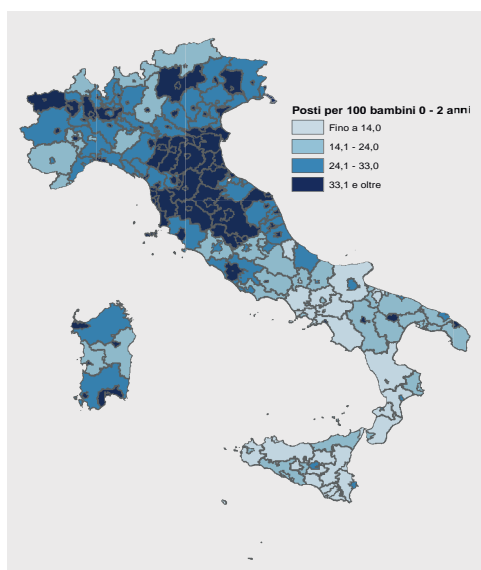 Posti per 100 bambini 0 - 2 anni
Fino a 14,0
14,1 - 24,0
24,1 - 33,0
33,1 e oltre